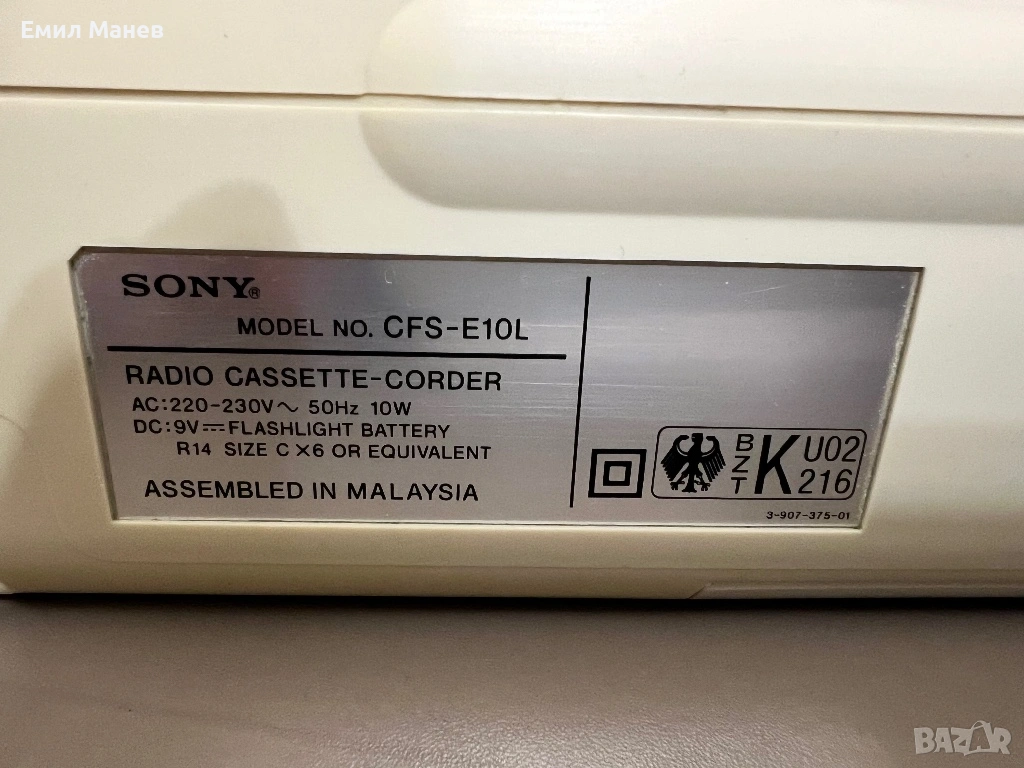 Емил Манев
SONY®
MODEL NO. CFS-E10L
RADIO CASSETTE-CORDER
AC:220-230V~ 50Hz 10W
DC:9V⎓FLASHLIGHT BATTERY
R14 SIZE C×6 OR EQUIVALENT
ASSEMBLED IN MALAYSIA
BZT K U02 216
3-907-375-01
BAZAR